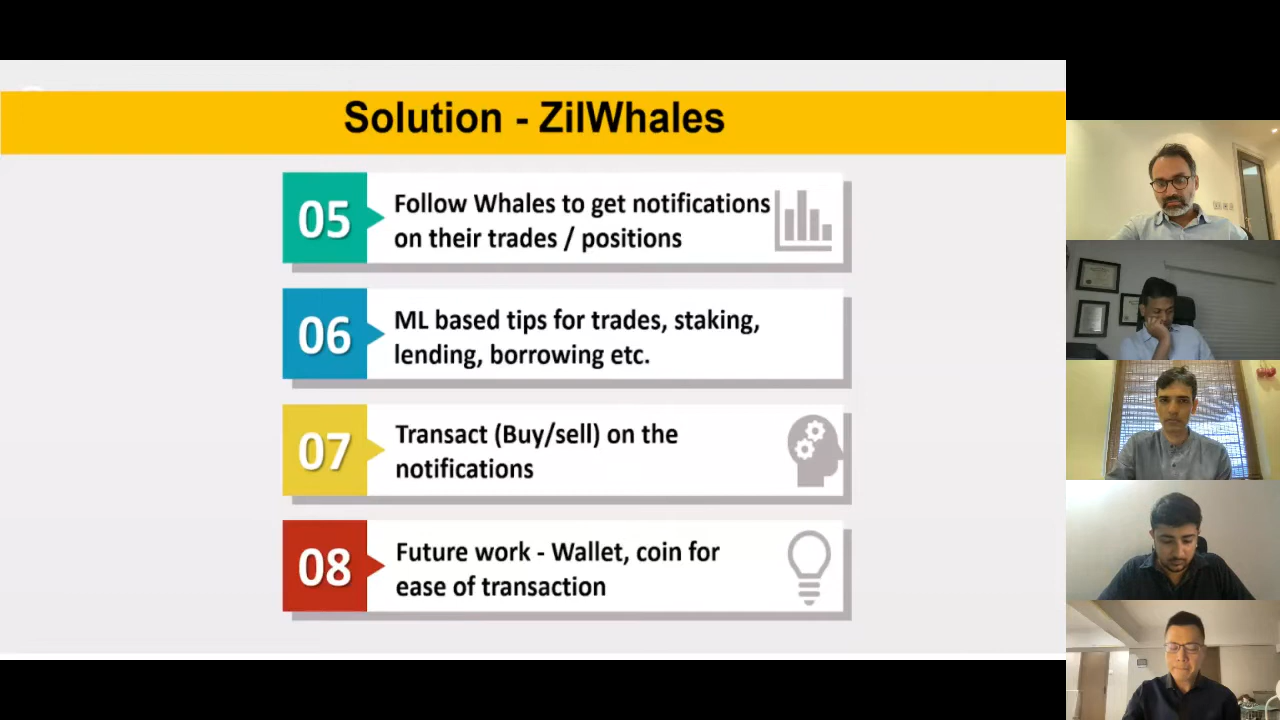 Solution - ZilWhales
05
Follow Whales to get notifications
on their trades / positions
06
ML based tips for trades, staking,
lending, borrowing etc.
07
Transact (Buy/sell) on the
notifications
08
Future work - Wallet, coin for
ease of transaction